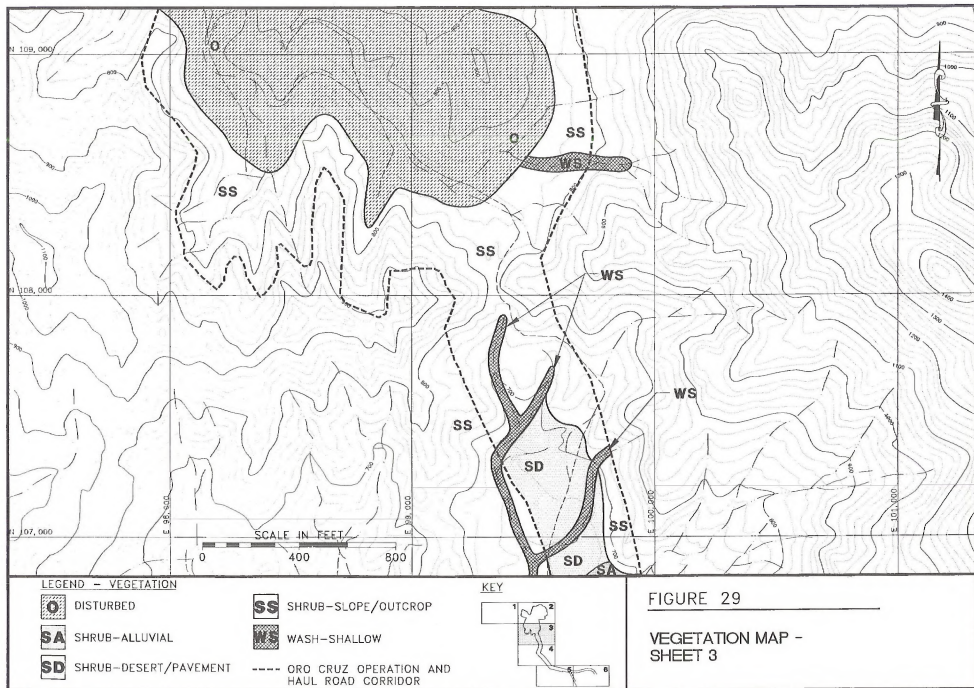 N 109,000
N 108,000
N 107,000
E 98,000
E 99,000
E 100,000
E 101,000
O
O
SS
WS
SS
SS
WS
WS
SS
SD
SS
SD
SA
SCALE IN FEET
0 400 800
LEGEND – VEGETATION
O DISTURBED
SA SHRUB-ALLUVIAL
SD SHRUB-DESERT/PAVEMENT
SS SHRUB-SLOPE/OUTCROP
WS WASH-SHALLOW
ORO CRUZ OPERATION AND
HAUL ROAD CORRIDOR
KEY
1 2
3
4
5 6
FIGURE 29
VEGETATION MAP –
SHEET 3